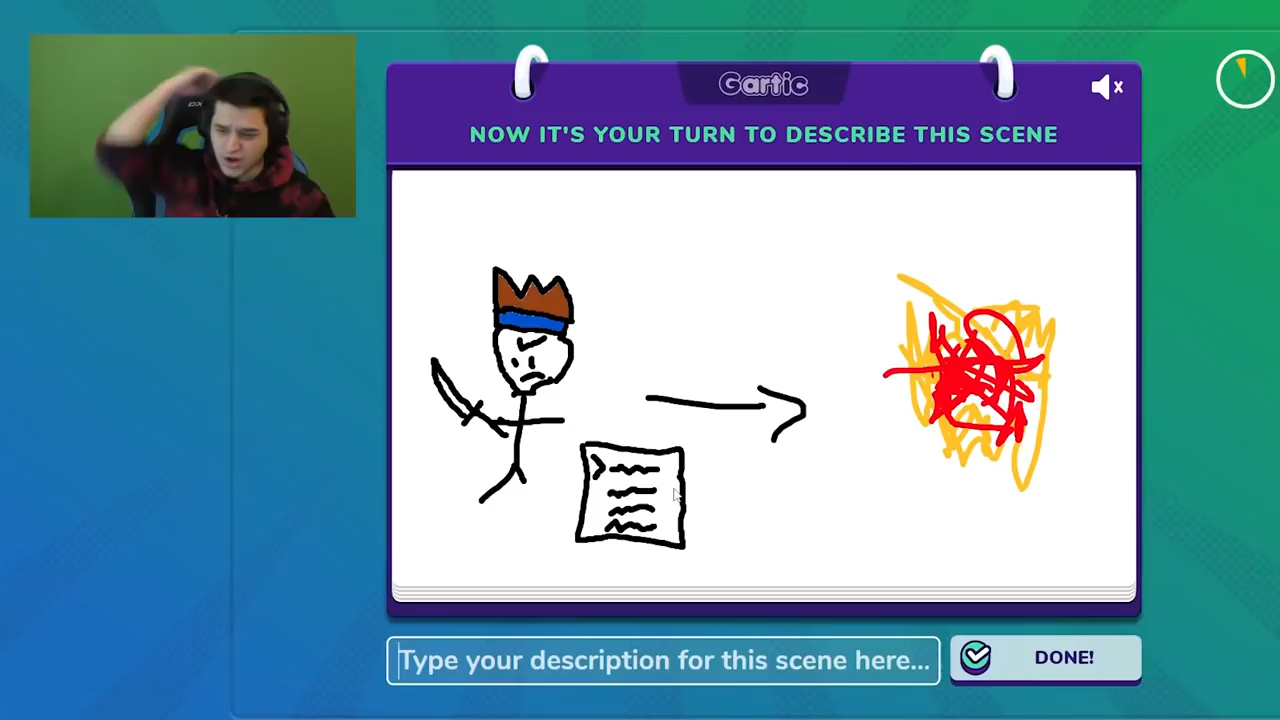 Gartic
NOW IT'S YOUR TURN TO DESCRIBE THIS SCENE
Type your description for this scene here...
DONE!